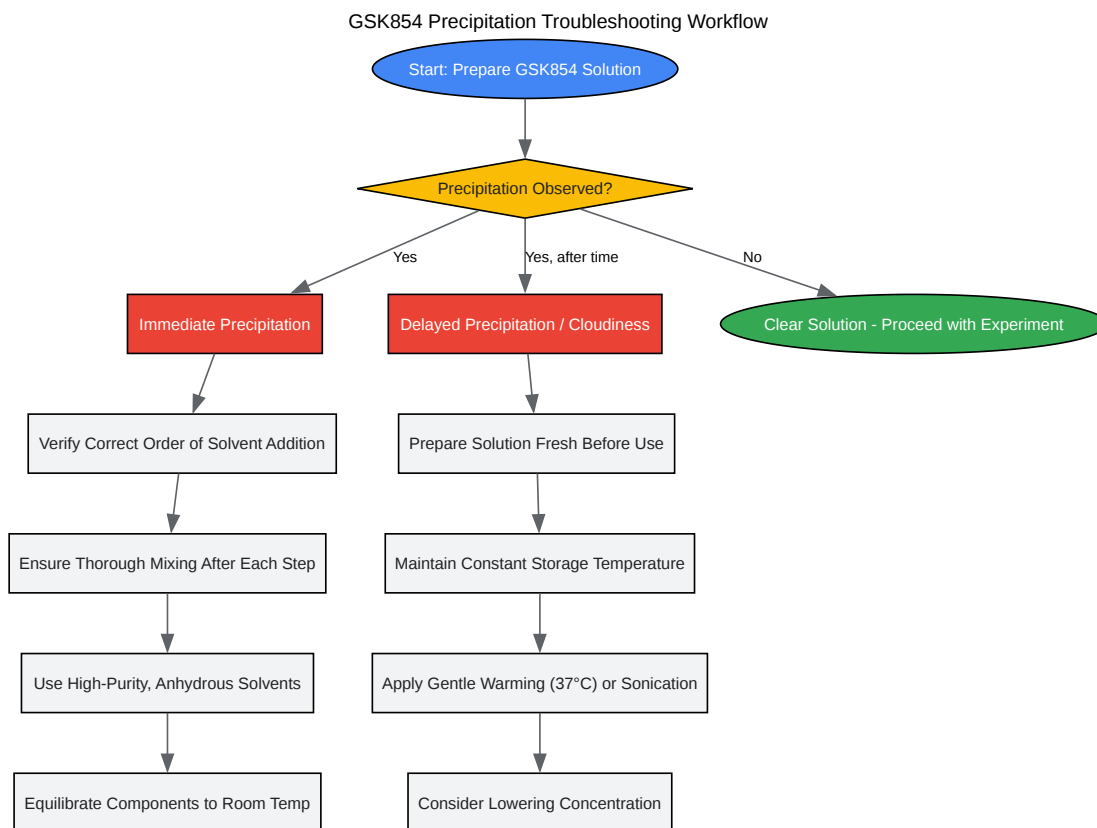 GSK854 Precipitation Troubleshooting Workflow
Start: Prepare GSK854 Solution
Precipitation Observed?
Yes
Yes, after time
No
Immediate Precipitation
Delayed Precipitation / Cloudiness
Clear Solution - Proceed with Experiment
Verify Correct Order of Solvent Addition
Prepare Solution Fresh Before Use
Ensure Thorough Mixing After Each Step
Maintain Constant Storage Temperature
Use High-Purity, Anhydrous Solvents
Apply Gentle Warming (37°C) or Sonication
Equilibrate Components to Room Temp
Consider Lowering Concentration